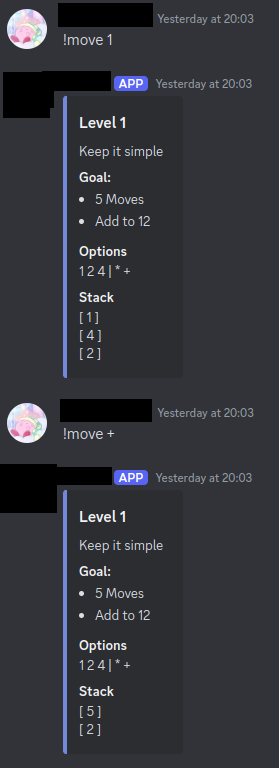 Yesterday at 20:03
!move 1
APP Yesterday at 20:03
Level 1
Keep it simple
Goal:
• 5 Moves
• Add to 12
Options
1 2 4 | * +
Stack
[ 1 ]
[ 4 ]
[ 2 ]
Yesterday at 20:03
!move +
APP Yesterday at 20:03
Level 1
Keep it simple
Goal:
• 5 Moves
• Add to 12
Options
1 2 4 | * +
Stack
[ 5 ]
[ 2 ]